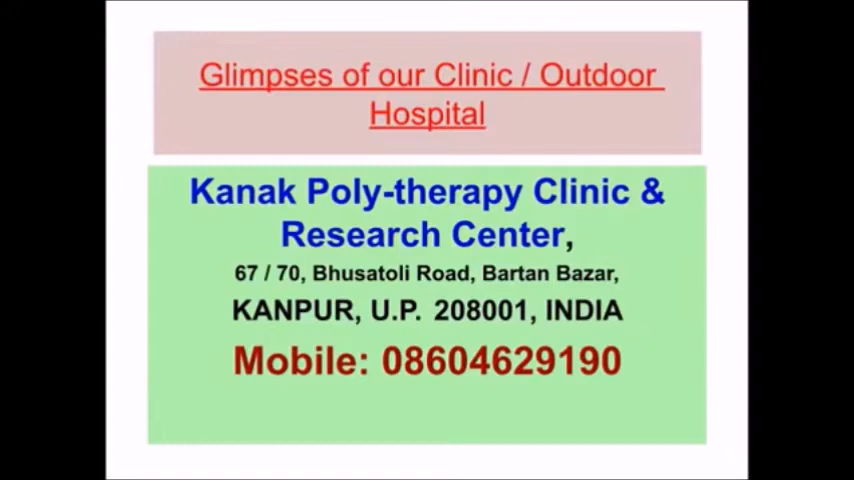 Glimpses of our Clinic / Outdoor
Hospital
Kanak Poly-therapy Clinic &
Research Center,
67 / 70, Bhusatoli Road, Bartan Bazar,
KANPUR, U.P. 208001, INDIA
Mobile: 08604629190